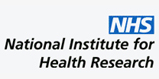 NHS
National Institute for
Health Research